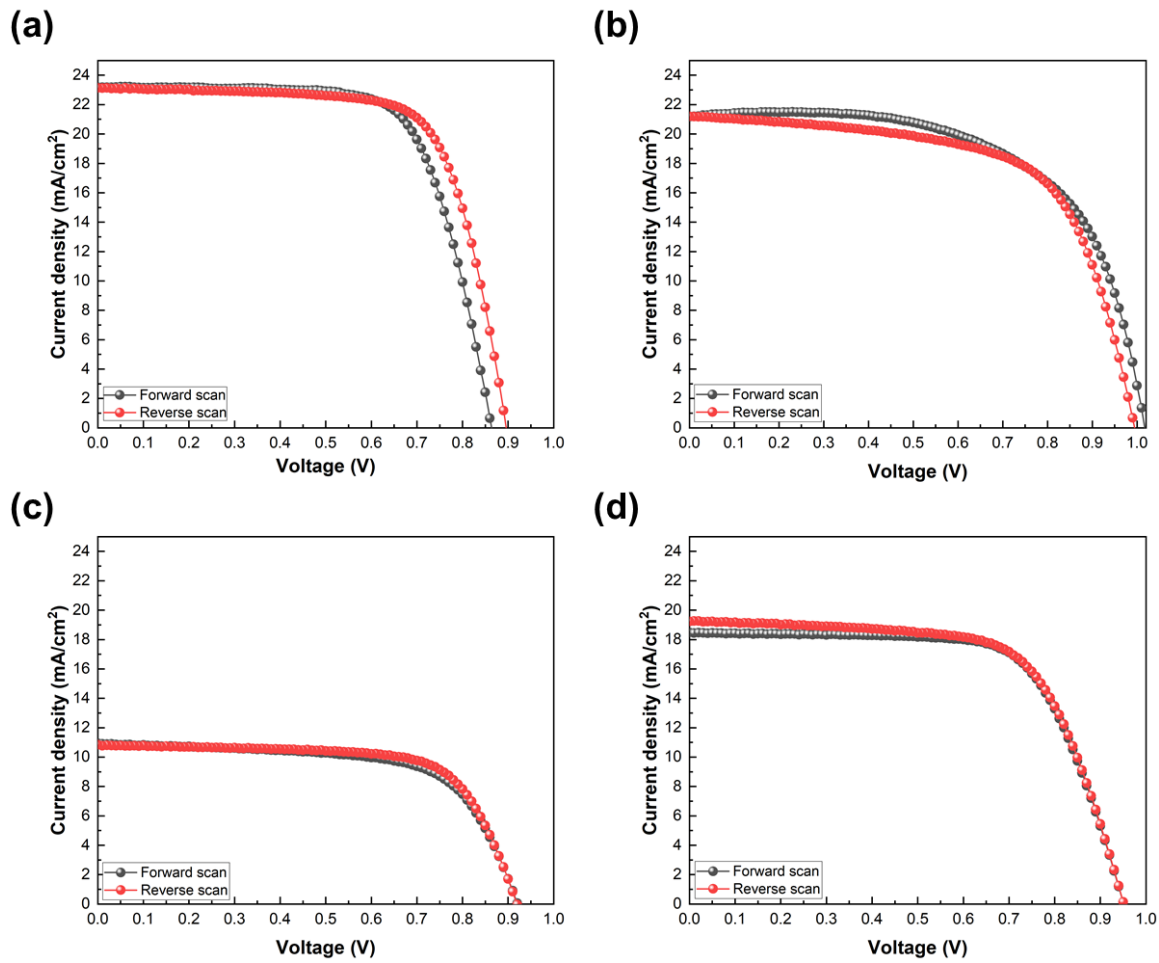 (a)
24
22
20
18
16
14
12
10
8
6
4
2
0
Current density (mA/cm²)
Forward scan
Reverse scan
0.0 0.1 0.2 0.3 0.4 0.5 0.6 0.7 0.8 0.9 1.0
Voltage (V)
(b)
24
22
20
18
16
14
12
10
8
6
4
2
0
Current density (mA/cm²)
Forward scan
Reverse scan
0.0 0.1 0.2 0.3 0.4 0.5 0.6 0.7 0.8 0.9 1.0
Voltage (V)
(c)
24
22
20
18
16
14
12
10
8
6
4
2
0
Current density (mA/cm²)
Forward scan
Reverse scan
0.0 0.1 0.2 0.3 0.4 0.5 0.6 0.7 0.8 0.9 1.0
Voltage (V)
(d)
24
22
20
18
16
14
12
10
8
6
4
2
0
Current density (mA/cm²)
Forward scan
Reverse scan
0.0 0.1 0.2 0.3 0.4 0.5 0.6 0.7 0.8 0.9 1.0
Voltage (V)